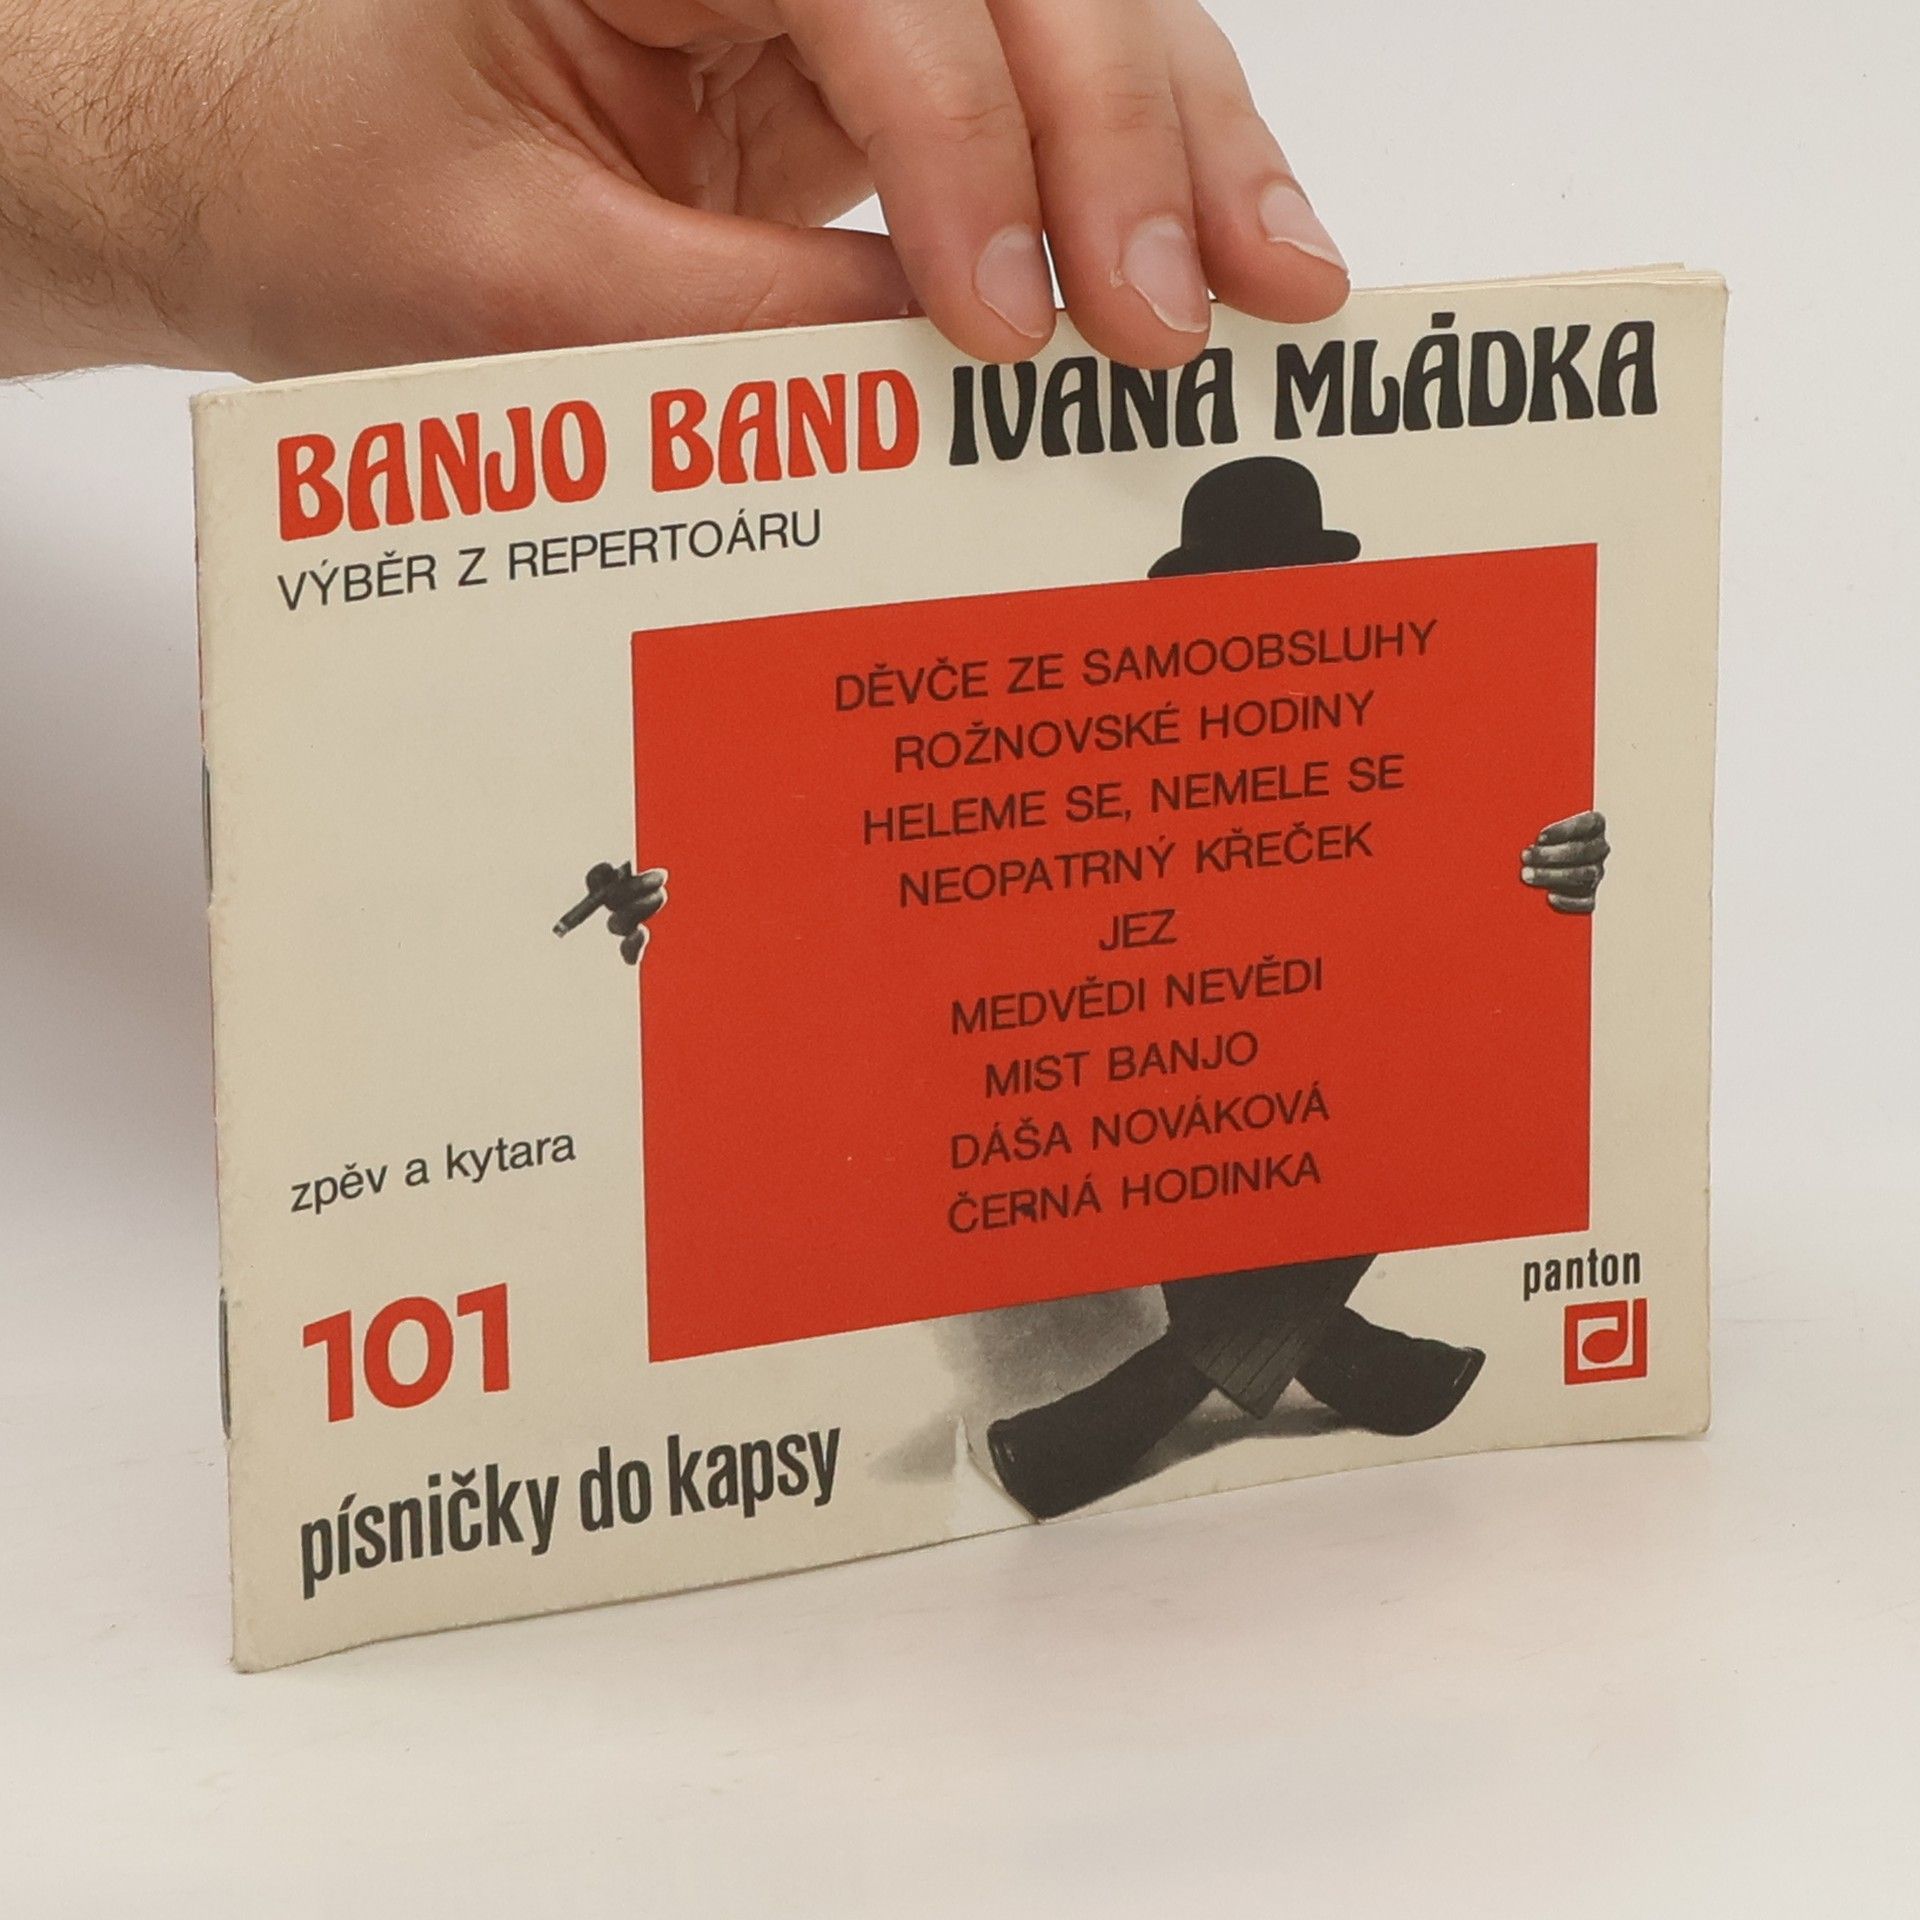 BANJO BAND IVANA MLÁDKA
VÝBĚR Z REPERTOÁRU
DĚVČE ZE SAMOOBSLUHY
ROŽNOVSKÉ HODINY
HELEME SE, NEMELE SE
NEOPATRNÝ KŘEČEK
JEZ
MEDVĚDI NEVĚDI
MIST BANJO
DÁŠA NOVÁKOVÁ
ČERNÁ HODINKA
zpěv a kytara
101
písničky do kapsy
panton